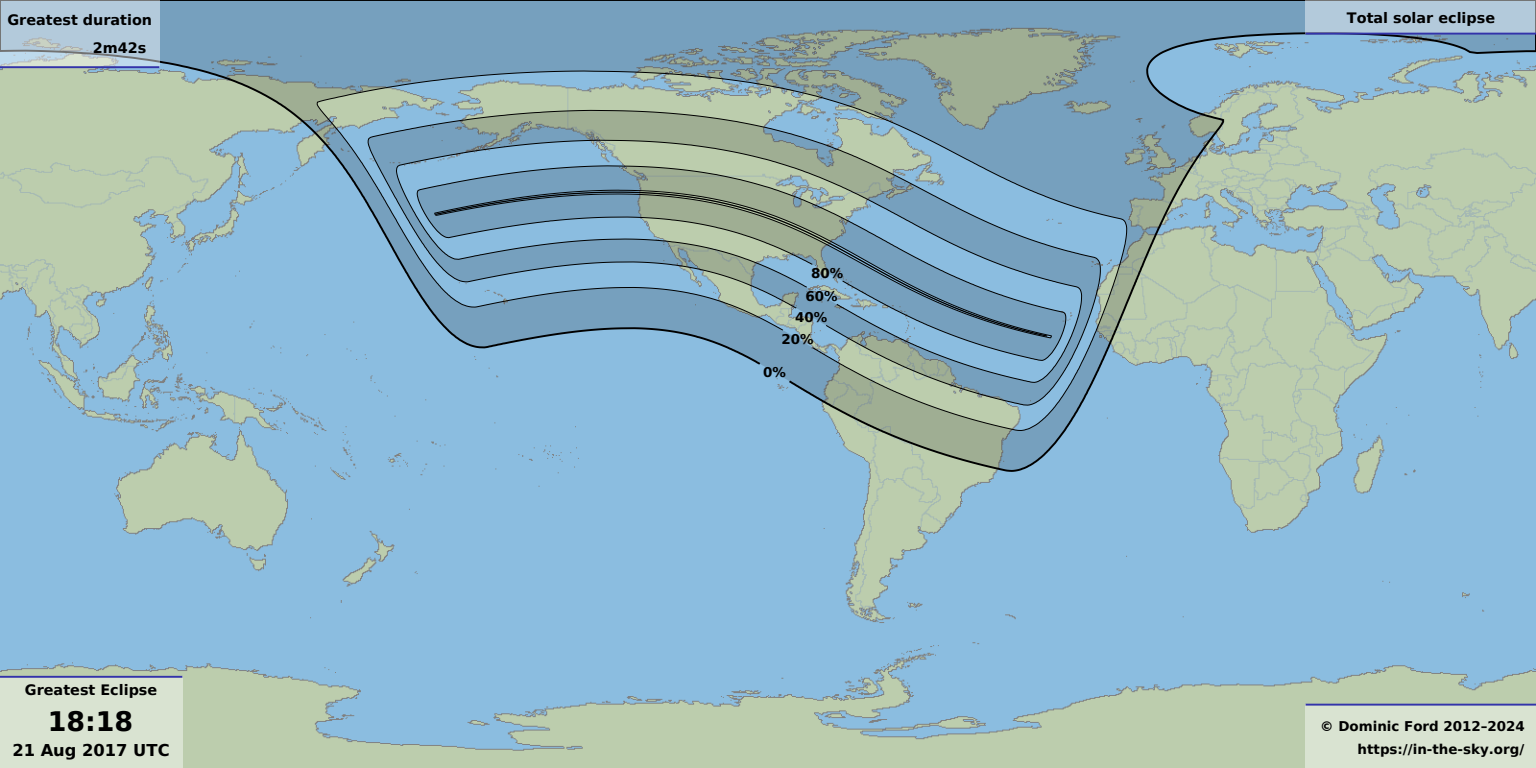 Greatest duration
2m42s
Total solar eclipse
80%
60%
40%
20%
0%
Greatest Eclipse
18:18
21 Aug 2017 UTC
© Dominic Ford 2012–2024
https://in-the-sky.org/